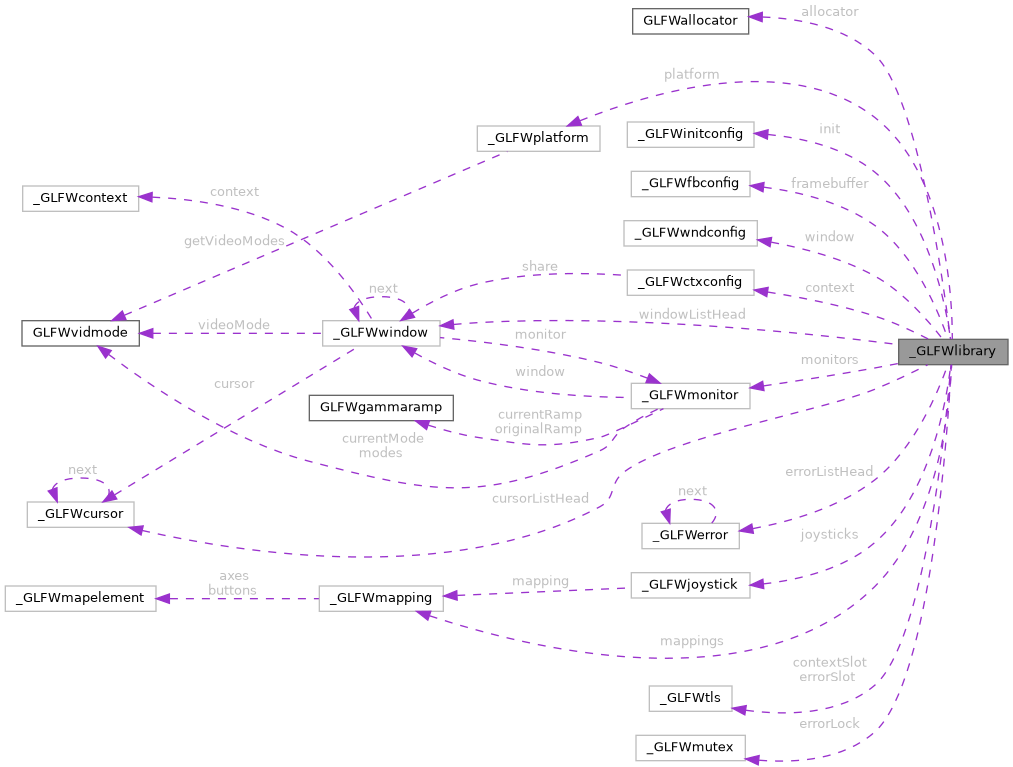 allocator
GLFWallocator
platform
_GLFWplatform
_GLFWinitconfig
init
_GLFWfbconfig
framebuffer
_GLFWcontext
context
_GLFWwndconfig
window
getVideoModes
share
_GLFWctxconfig
context
next
windowListHead
GLFWvidmode
videoMode
_GLFWwindow
monitor
_GLFWlibrary
monitors
window
cursor
_GLFWmonitor
GLFWgammaramp
currentRamp
originalRamp
currentMode
modes
next
errorListHead
cursorListHead
next
_GLFWcursor
_GLFWerror
joysticks
axes
buttons
mapping
_GLFWjoystick
_GLFWmapelement
_GLFWmapping
mappings
contextSlot
errorSlot
_GLFWtls
errorLock
_GLFWmutex